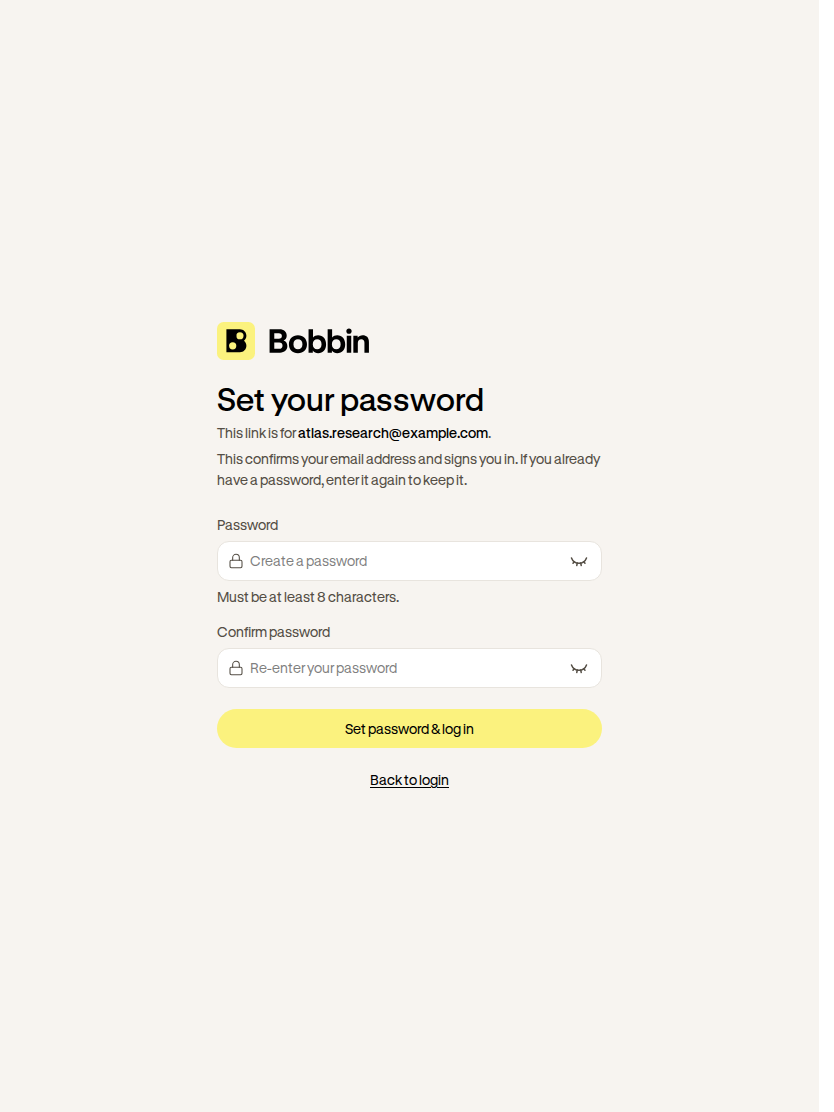 Bobbin
Set your password
This link is for atlas.research@example.com.
This confirms your email address and signs you in. If you already
have a password, enter it again to keep it.
Password
Create a password
Must be at least 8 characters.
Confirm password
Re-enter your password
Set password & log in
Back to login